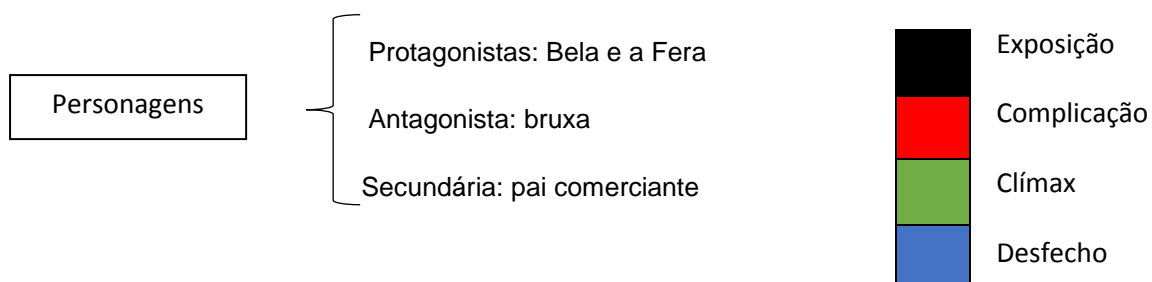 Personagens
Protagonistas: Bela e a Fera
Antagonista: bruxa
Secundária: pai comerciante
Exposição
Complicação
Clímax
Desfecho